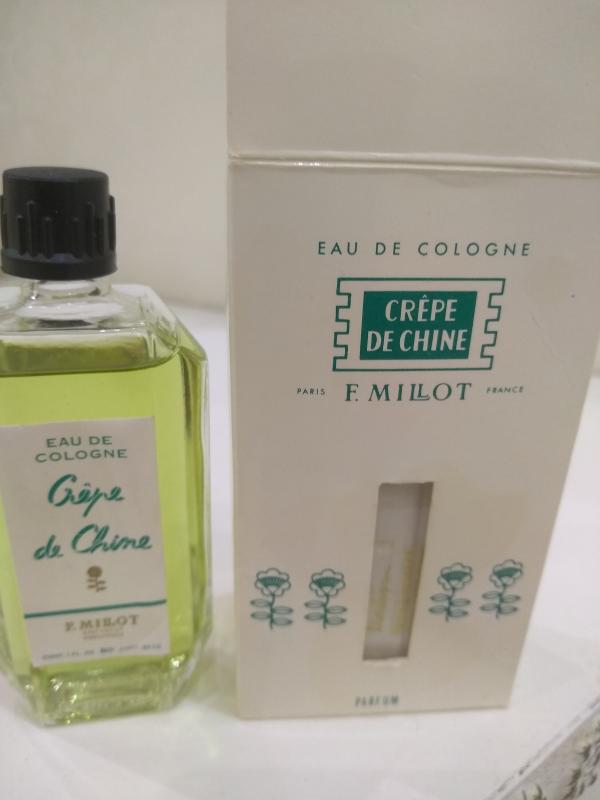 EAU DE COLOGNE
CRÊPE
DE CHINE
PARIS F. MILLOT FRANCE
PARFUM
EAU DE
COLOGNE
Crêpe
de Chine
F. MILLOT